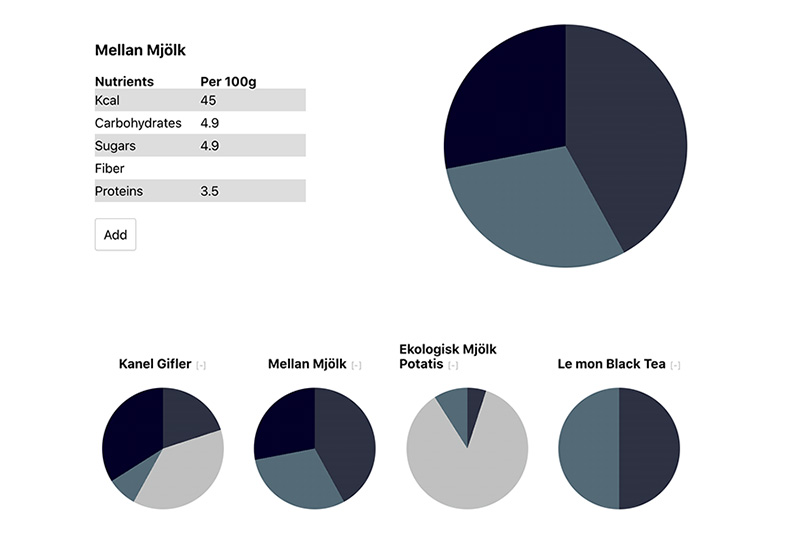 Mellan Mjölk
Nutrients Per 100g
Kcal 45
Carbohydrates 4.9
Sugars 4.9
Fiber
Proteins 3.5
Add
Kanel Gifler [-]
Mellan Mjölk [-]
Ekologisk Mjölk
Potatis [-]
Le mon Black Tea [-]